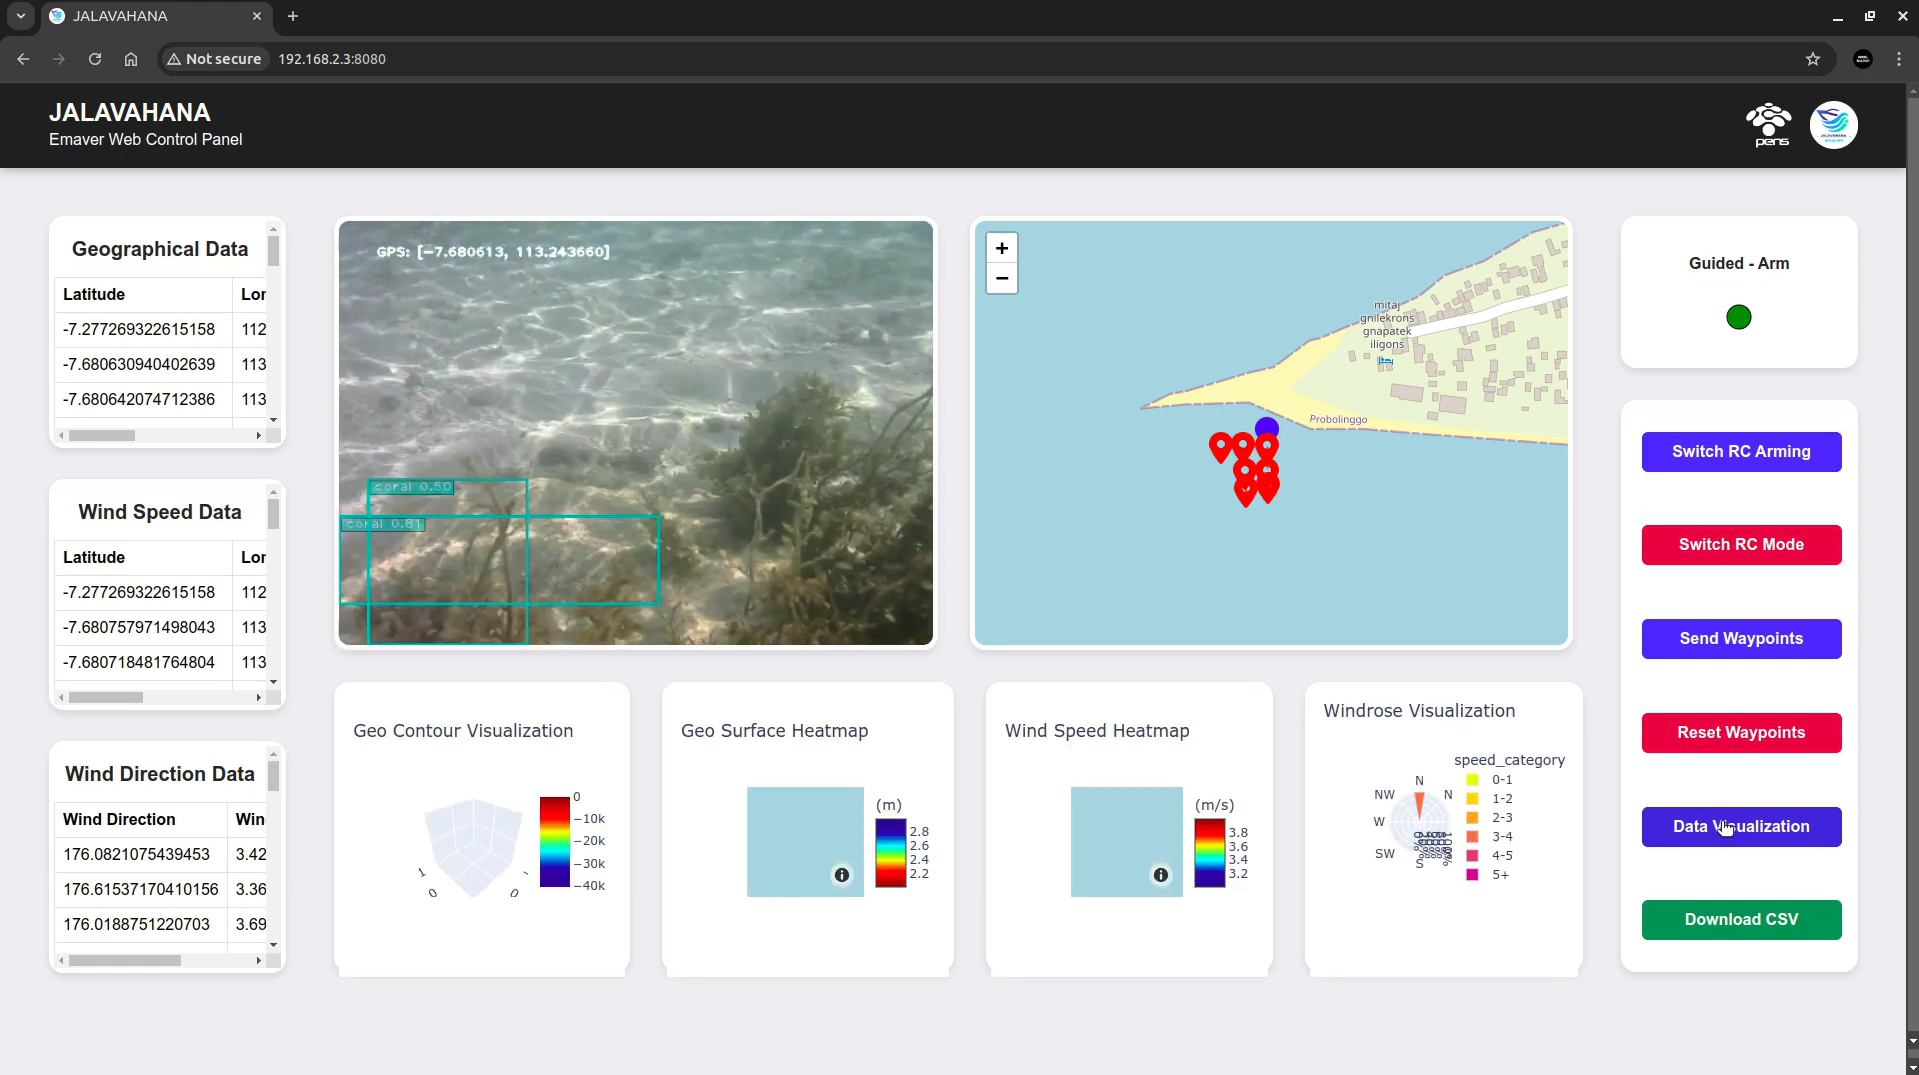 JALAVAHANA
Not secure 192.168.2.3:8080
JALAVAHANA
Emaver Web Control Panel
pens
Geographical Data
Latitude Lon
-7.277269322615158 112
-7.680630940402639 113
-7.680642074712386 113
Wind Speed Data
Latitude Lon
-7.277269322615158 112
-7.680757971498043 113
-7.680718481764804 113
Wind Direction Data
Wind Direction Win
176.0821075439453 3.42
176.61537170410156 3.36
176.0188751220703 3.69
GPS: [-7.680613, 113.243660]
coral 0.50
coral 0.81
+
−
mitaj
gnilekrons
gnapatek
iligons
Probolinggo
Geo Contour Visualization
0
−10k
−20k
−30k
−40k
1
0
0
Geo Surface Heatmap
(m)
2.8
2.6
2.4
2.2
Wind Speed Heatmap
(m/s)
3.8
3.6
3.4
3.2
Windrose Visualization
speed_category
0-1
1-2
2-3
3-4
4-5
5+
N
NW N
W
SW
S
Guided - Arm
Switch RC Arming
Switch RC Mode
Send Waypoints
Reset Waypoints
Data Visualization
Download CSV